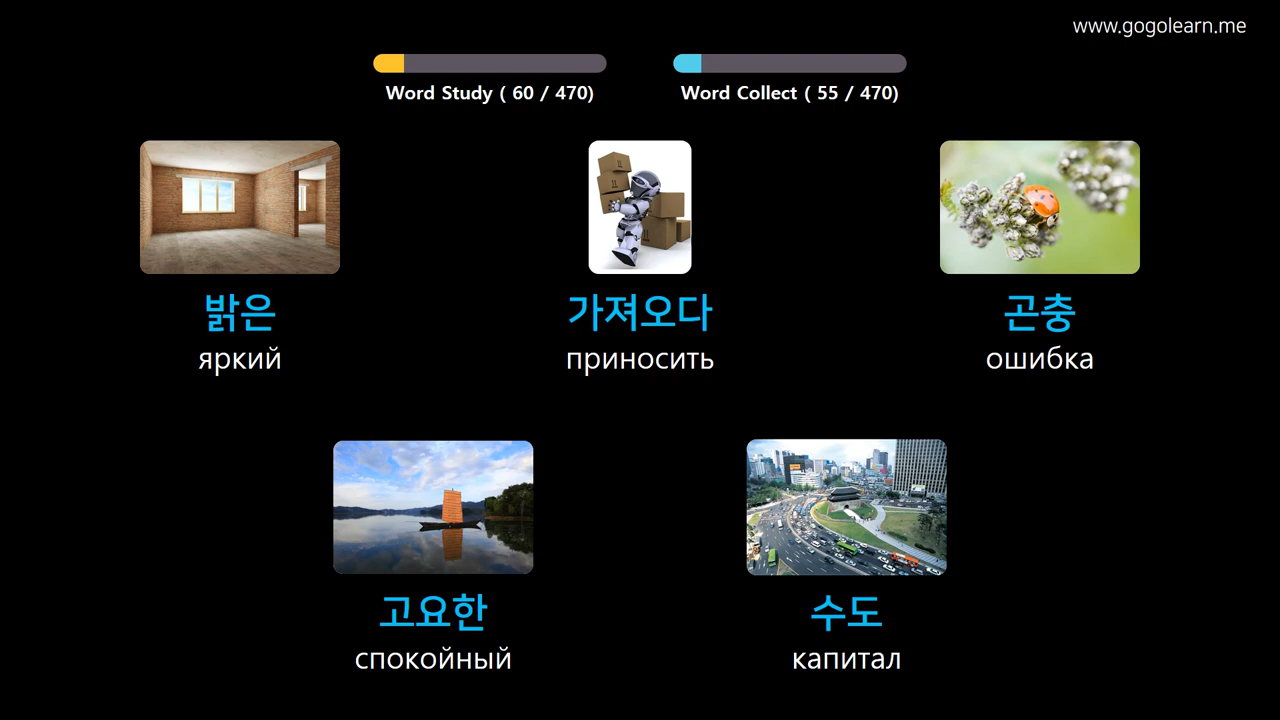 www.gogolearn.me
Word Study ( 60 / 470)
Word Collect ( 55 / 470)
밝은
яркий
가져오다
приносить
곤충
ошибка
고요한
спокойный
수도
капитал